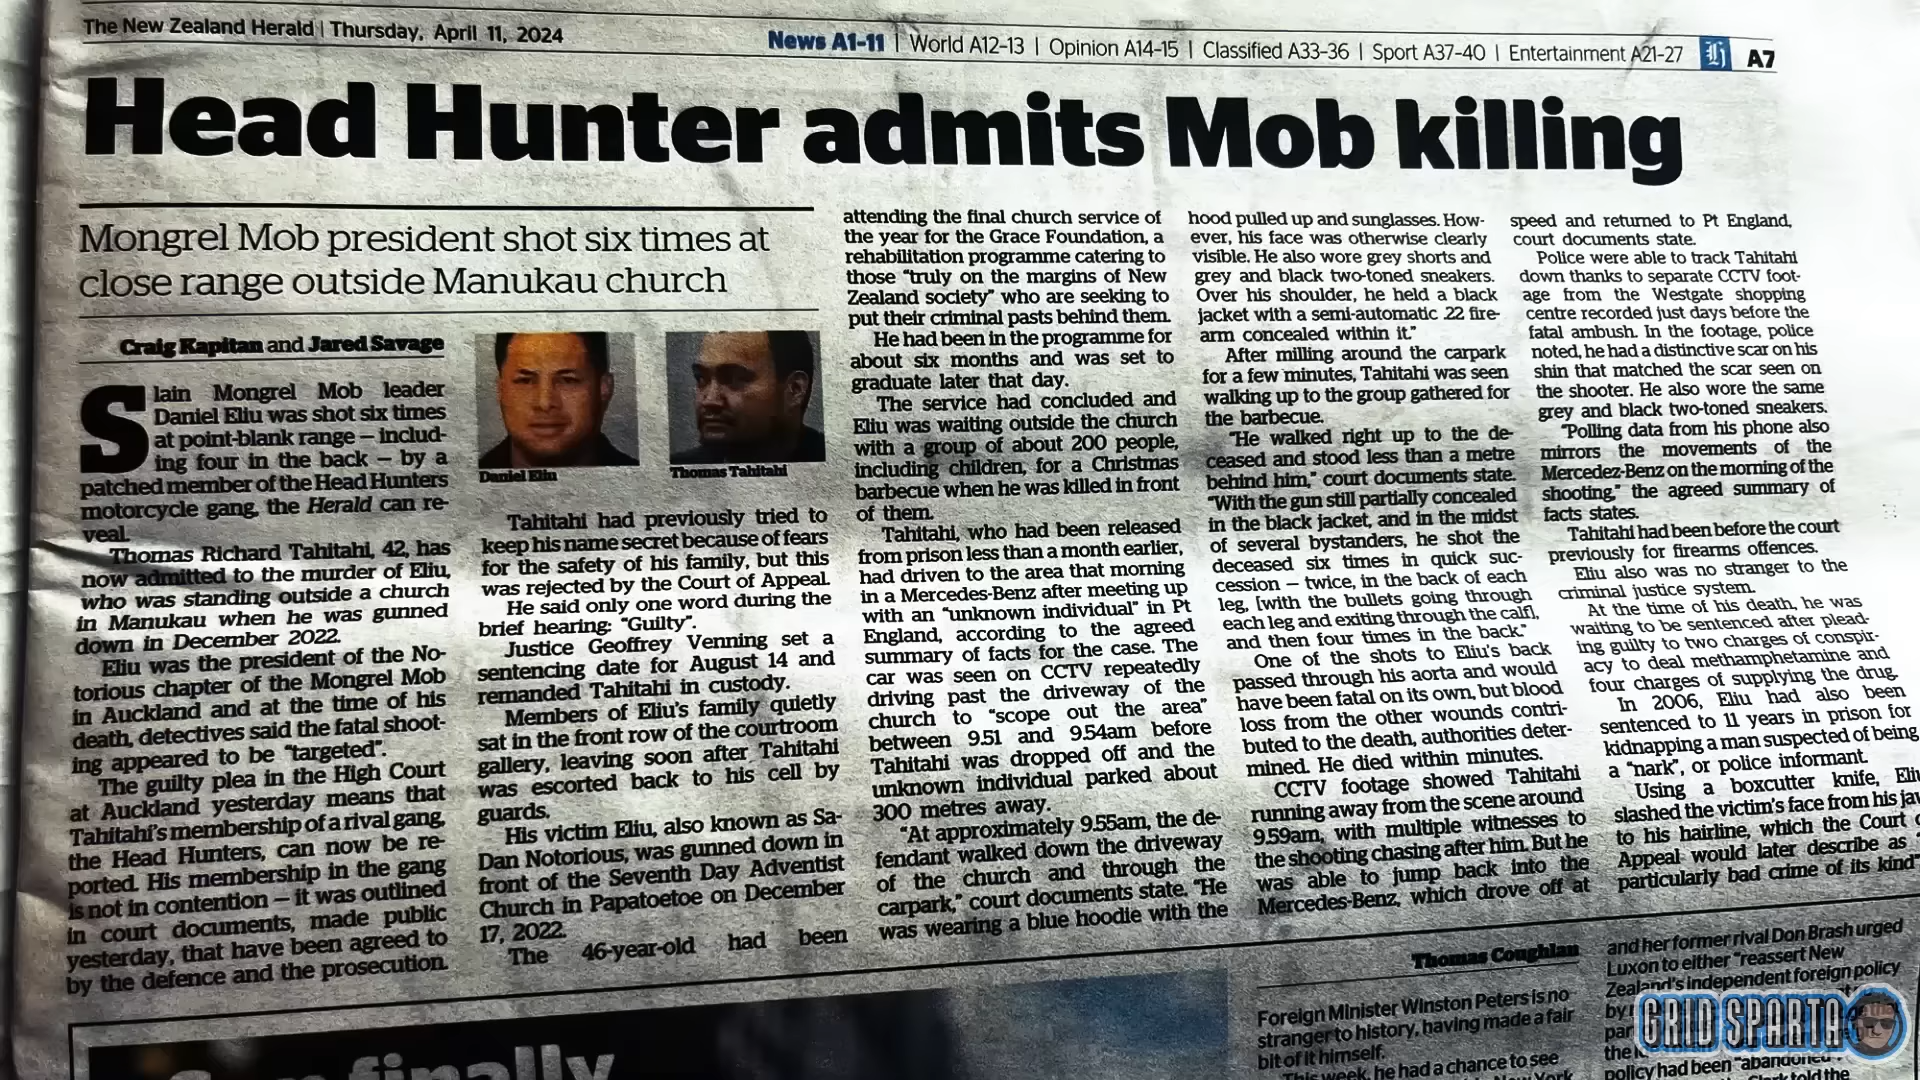 The New Zealand Herald | Thursday, April 11, 2024
News A1-11 | World A12-13 | Opinion A14-15 | Classified A33-36 | Sport A37-40 | Entertainment A21-27
A7
Head Hunter admits Mob killing
Mongrel Mob president shot six times at
close range outside Manukau church
Craig Kapitan and Jared Savage
Slain Mongrel Mob leader
Daniel Eliu was shot six times
at point-blank range – includ-
ing four in the back – by a
patched member of the Head Hunters
motorcycle gang, the Herald can re-
veal.
Thomas Richard Tahitahi, 42, has
now admitted to the murder of Eliu,
who was standing outside a church
in Manukau when he was gunned
down in December 2022.
Eliu was the president of the No-
torious chapter of the Mongrel Mob
in Auckland and at the time of his
death, detectives said the fatal shoot-
ing appeared to be "targeted".
The guilty plea in the High Court
at Auckland yesterday means that
Tahitahi's membership of a rival gang,
the Head Hunters, can now be re-
ported. His membership in the gang
is not in contention – it was outlined
in court documents, made public
yesterday, that have been agreed to
by the defence and the prosecution.
Daniel Eliu
Thomas Tahitahi
Tahitahi had previously tried to
keep his name secret because of fears
for the safety of his family, but this
was rejected by the Court of Appeal.
He said only one word during the
brief hearing: "Guilty".
Justice Geoffrey Venning set a
sentencing date for August 14 and
remanded Tahitahi in custody.
Members of Eliu's family quietly
sat in the front row of the courtroom
gallery, leaving soon after Tahitahi
was escorted back to his cell by
guards.
His victim Eliu, also known as Sa-
Dan Notorious, was gunned down in
front of the Seventh Day Adventist
Church in Papatoetoe on December
17, 2022.
The 46-year-old had been
attending the final church service of
the year for the Grace Foundation, a
rehabilitation programme catering to
those "truly on the margins of New
Zealand society" who are seeking to
put their criminal pasts behind them.
He had been in the programme for
about six months and was set to
graduate later that day.
The service had concluded and
Eliu was waiting outside the church
with a group of about 200 people,
including children, for a Christmas
barbecue when he was killed in front
of them.
Tahitahi, who had been released
from prison less than a month earlier,
had driven to the area that morning
in a Mercedes-Benz after meeting up
with an "unknown individual" in Pt
England, according to the agreed
summary of facts for the case. The
car was seen on CCTV repeatedly
driving past the driveway of the
church to "scope out the area"
between 9.51 and 9.54am before
Tahitahi was dropped off and the
unknown individual parked about
300 metres away.
"At approximately 9.55am, the de-
fendant walked down the driveway
of the church and through the
carpark," court documents state. "He
was wearing a blue hoodie with the
hood pulled up and sunglasses. How-
ever, his face was otherwise clearly
visible. He also wore grey shorts and
grey and black two-toned sneakers.
Over his shoulder, he held a black
jacket with a semi-automatic .22 fire-
arm concealed within it."
After milling around the carpark
for a few minutes, Tahitahi was seen
walking up to the group gathered for
the barbecue.
"He walked right up to the de-
ceased and stood less than a metre
behind him," court documents state.
"With the gun still partially concealed
in the black jacket, and in the midst
of several bystanders, he shot the
deceased six times in quick suc-
cession – twice, in the back of each
leg, [with the bullets going through
each leg and exiting through the calf],
and then four times in the back."
One of the shots to Eliu's back
passed through his aorta and would
have been fatal on its own, but blood
loss from the other wounds contri-
buted to the death, authorities deter-
mined. He died within minutes.
CCTV footage showed Tahitahi
running away from the scene around
9.59am, with multiple witnesses to
the shooting chasing after him. But he
was able to jump back into the
Mercedes-Benz, which drove off at
speed and returned to Pt England,
court documents state.
Police were able to track Tahitahi
down thanks to separate CCTV foot-
age from the Westgate shopping
centre recorded just days before the
fatal ambush. In the footage, police
noted, he had a distinctive scar on his
shin that matched the scar seen on
the shooter. He also wore the same
grey and black two-toned sneakers.
"Polling data from his phone also
mirrors the movements of the
Mercedez-Benz on the morning of the
shooting," the agreed summary of
facts states.
Tahitahi had been before the court
previously for firearms offences.
Eliu also was no stranger to the
criminal justice system.
At the time of his death, he was
waiting to be sentenced after plead-
ing guilty to two charges of conspir-
acy to deal methamphetamine and
four charges of supplying the drug.
In 2006, Eliu had also been
sentenced to 11 years in prison for
kidnapping a man suspected of being
a "nark", or police informant.
Using a boxcutter knife, Eliu
slashed the victim's face from his jaw
to his hairline, which the Court
Appeal would later describe as
particularly bad crime of its kind"
finally
Thomas Coughlan
Foreign Minister Winston Peters is no
stranger to history, having made a fair
bit of it himself.
This week, he had a chance to see
and her former rival Don Brash urged
Luxon to either "reassert New
Zealand's independent foreign policy
by
the
policy had been "abandoned"
told the
GRID SPARTA